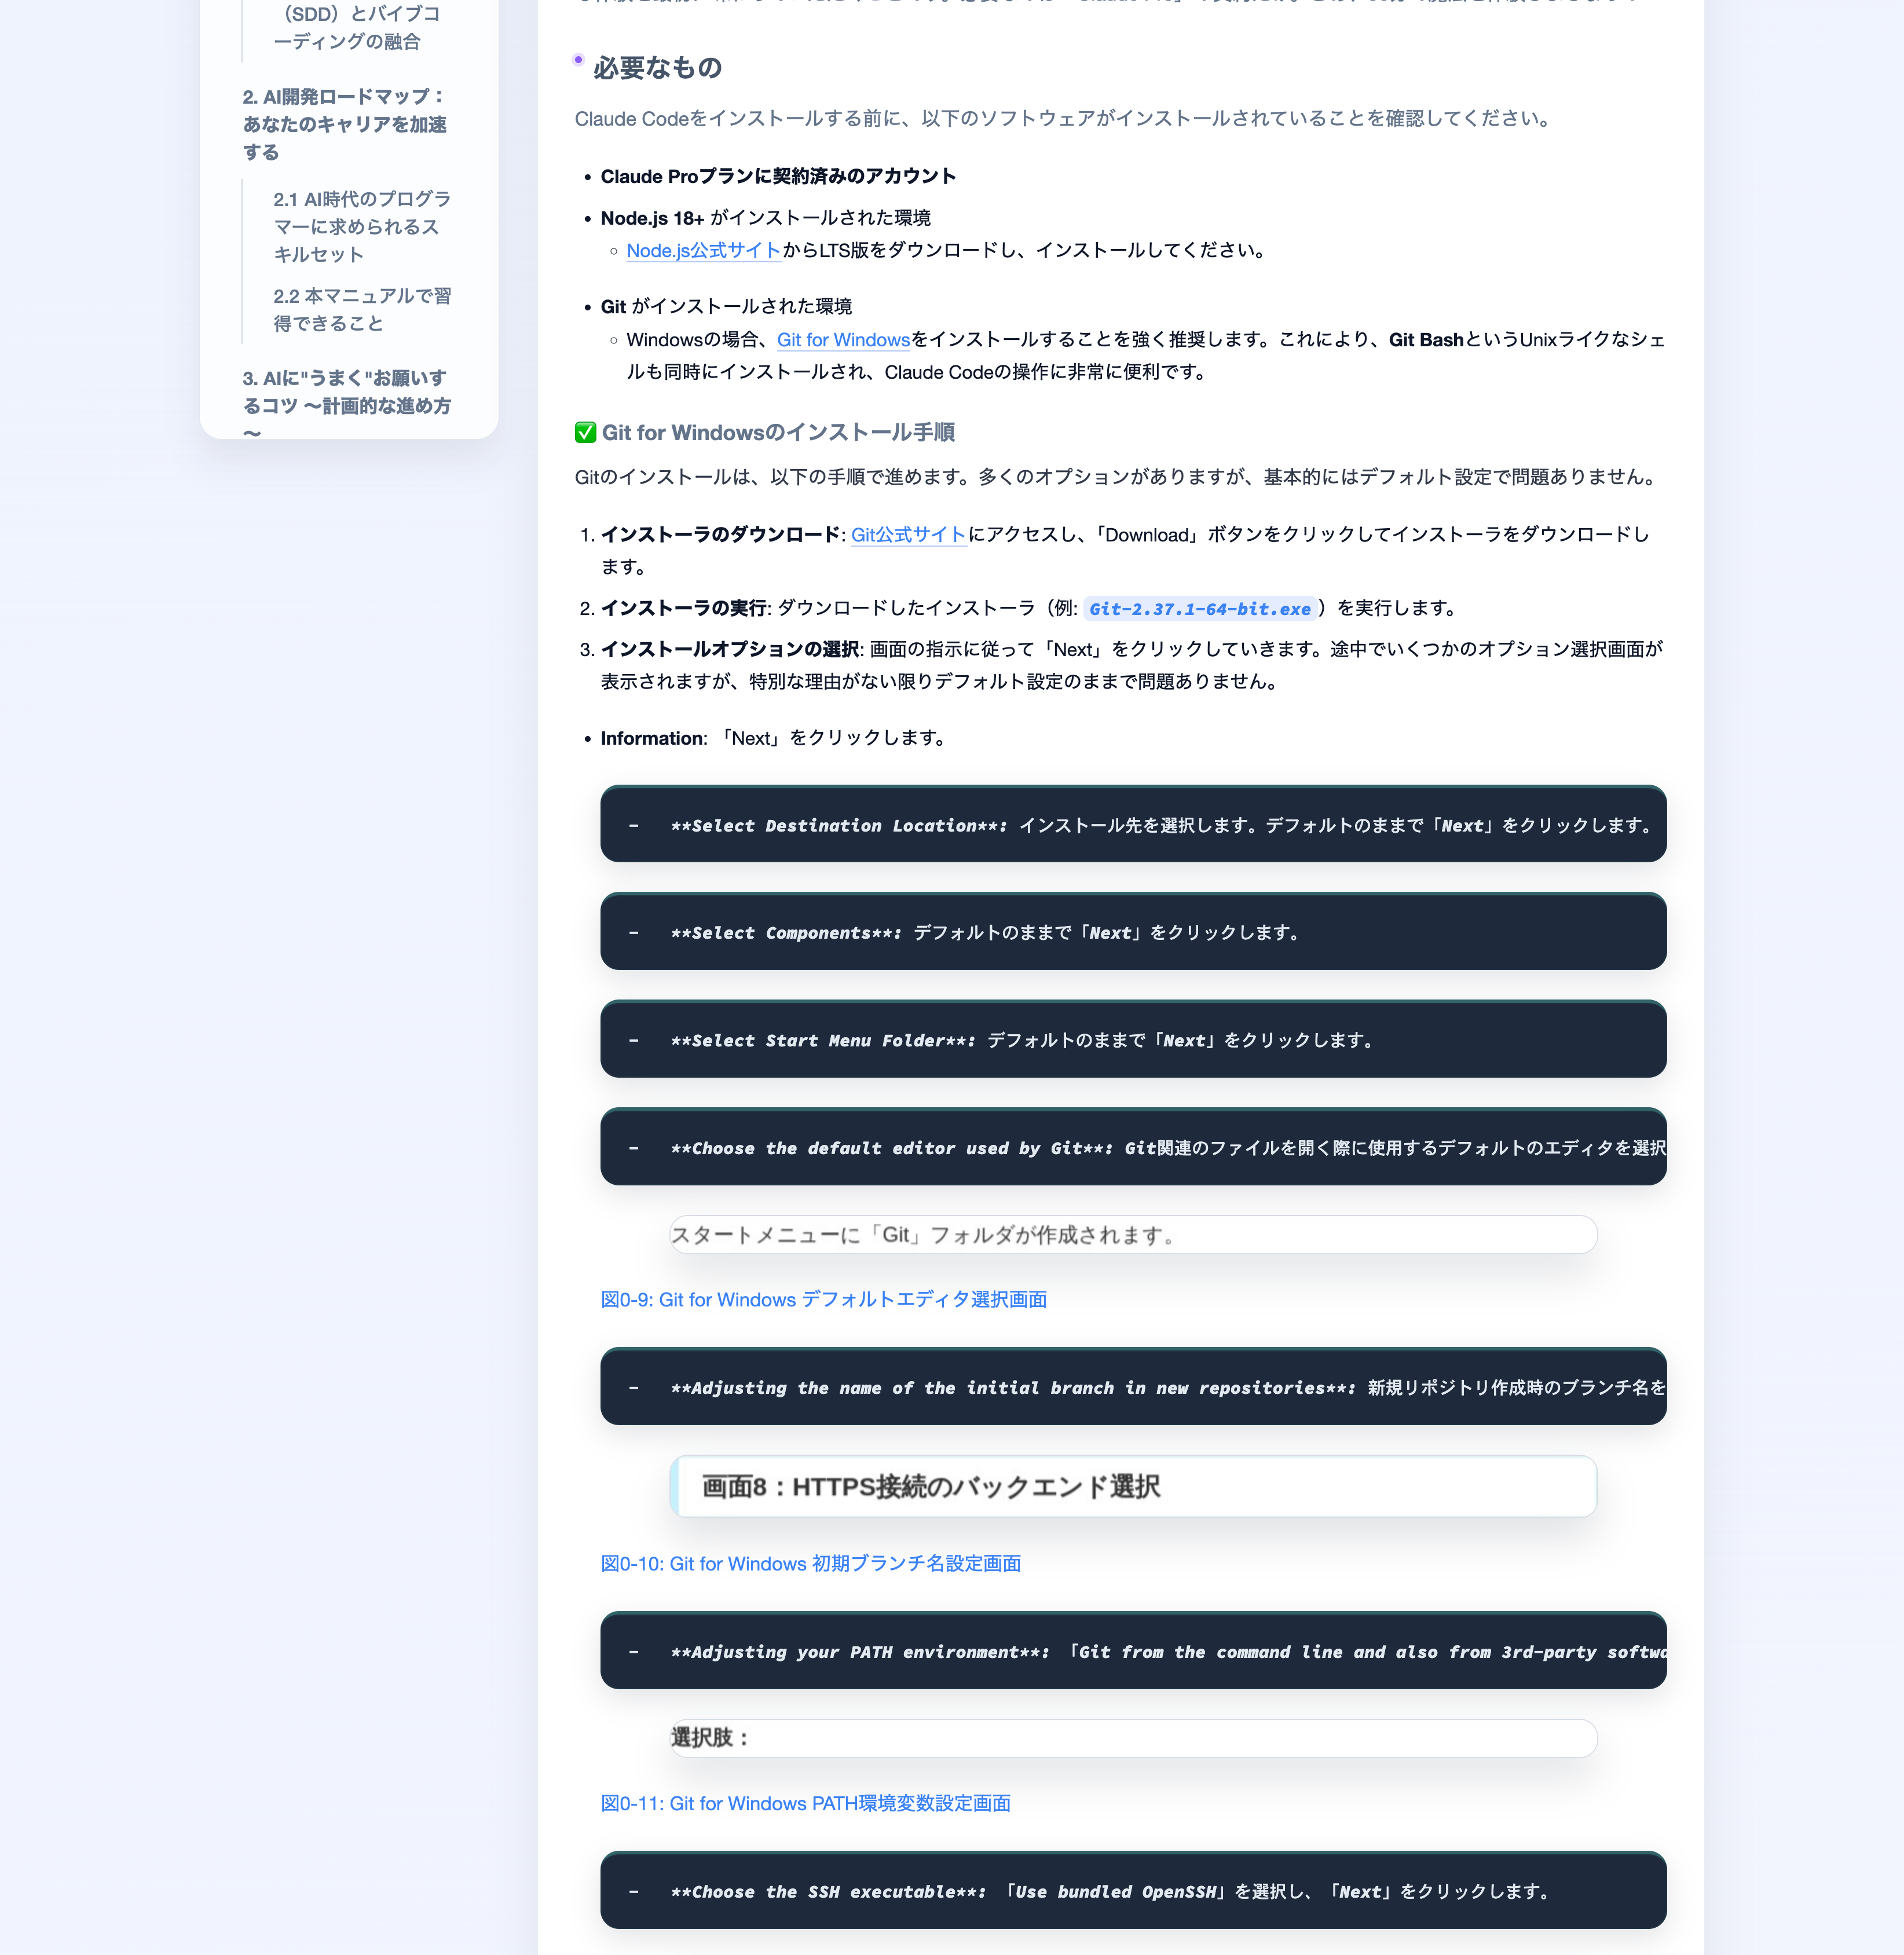 （SDD）とバイブコ
ーディングの融合
2. AI開発ロードマップ：
あなたのキャリアを加速
する
2.1 AI時代のプログラ
マーに求められるス
キルセット
2.2 本マニュアルで習
得できること
3. AIに"うまく"お願いす
るコツ 〜計画的な進め方
〜
必要なもの
Claude Codeをインストールする前に、以下のソフトウェアがインストールされていることを確認してください。
• Claude Proプランに契約済みのアカウント
• Node.js 18+ がインストールされた環境
◦ Node.js公式サイトからLTS版をダウンロードし、インストールしてください。
• Git がインストールされた環境
◦ Windowsの場合、Git for Windowsをインストールすることを強く推奨します。これにより、Git BashというUnixライクなシェ
ルも同時にインストールされ、Claude Codeの操作に非常に便利です。
✅ Git for Windowsのインストール手順
Gitのインストールは、以下の手順で進めます。多くのオプションがありますが、基本的にはデフォルト設定で問題ありません。
1. インストーラのダウンロード: Git公式サイトにアクセスし、「Download」ボタンをクリックしてインストーラをダウンロードし
ます。
2. インストーラの実行: ダウンロードしたインストーラ（例: Git-2.37.1-64-bit.exe）を実行します。
3. インストールオプションの選択: 画面の指示に従って「Next」をクリックしていきます。途中でいくつかのオプション選択画面が
表示されますが、特別な理由がない限りデフォルト設定のままで問題ありません。
• Information: 「Next」をクリックします。
- **Select Destination Location**: インストール先を選択します。デフォルトのままで「Next」をクリックします。
- **Select Components**: デフォルトのままで「Next」をクリックします。
- **Select Start Menu Folder**: デフォルトのままで「Next」をクリックします。
- **Choose the default editor used by Git**: Git関連のファイルを開く際に使用するデフォルトのエディタを選択
スタートメニューに「Git」フォルダが作成されます。
図0-9: Git for Windows デフォルトエディタ選択画面
- **Adjusting the name of the initial branch in new repositories**: 新規リポジトリ作成時のブランチ名を
画面8：HTTPS接続のバックエンド選択
図0-10: Git for Windows 初期ブランチ名設定画面
- **Adjusting your PATH environment**: 「Git from the command line and also from 3rd-party softwa
選択肢：
図0-11: Git for Windows PATH環境変数設定画面
- **Choose the SSH executable**: 「Use bundled OpenSSH」を選択し、「Next」をクリックします。